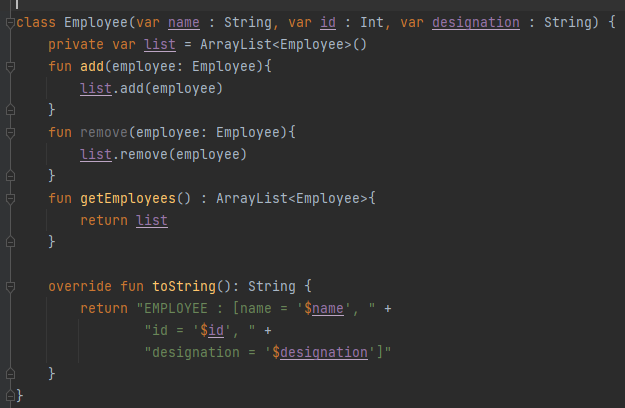 class Employee(var name : String, var id : Int, var designation : String) {
    private var list = ArrayList<Employee>()
    fun add(employee: Employee){
        list.add(employee)
    }
    fun remove(employee: Employee){
        list.remove(employee)
    }
    fun getEmployees() : ArrayList<Employee>{
        return list
    }

    override fun toString(): String {
        return "EMPLOYEE : [name = '$name', " +
                "id = '$id', " +
                "designation = '$designation']"
    }
}